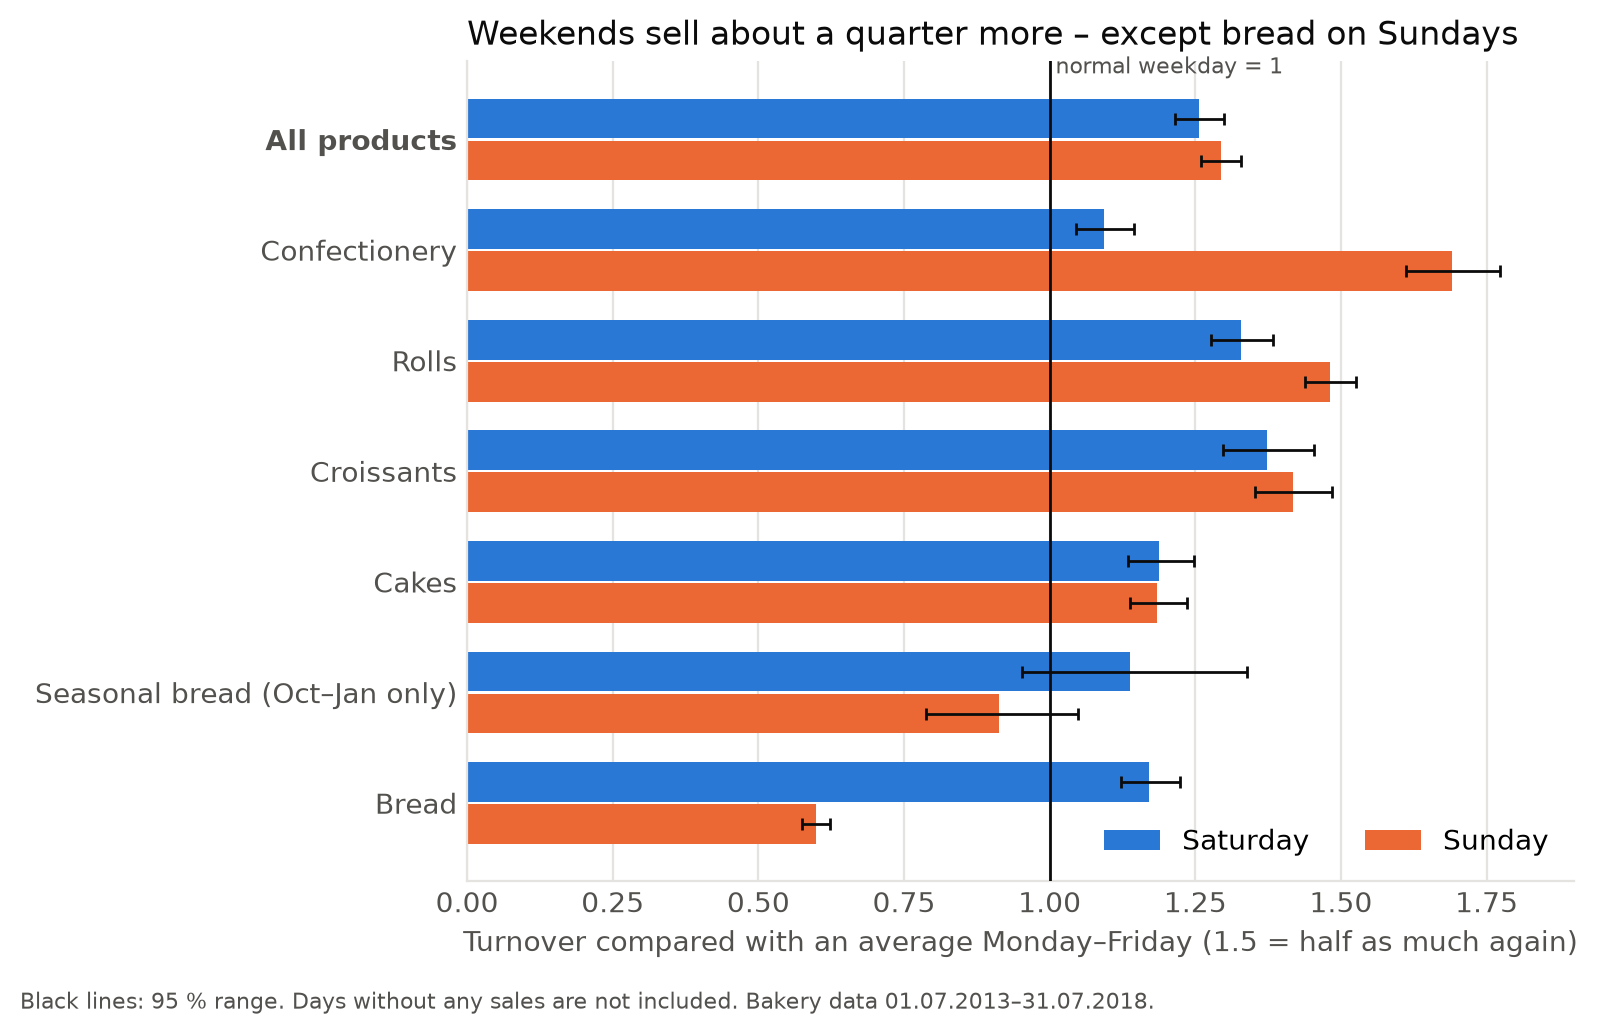 Weekends sell about a quarter more – except bread on Sundays
normal weekday = 1
All products
Confectionery
Rolls
Croissants
Cakes
Seasonal bread (Oct–Jan only)
Bread
Saturday
Sunday
0.00 0.25 0.50 0.75 1.00 1.25 1.50 1.75
Turnover compared with an average Monday–Friday (1.5 = half as much again)
Black lines: 95 % range. Days without any sales are not included. Bakery data 01.07.2013–31.07.2018.